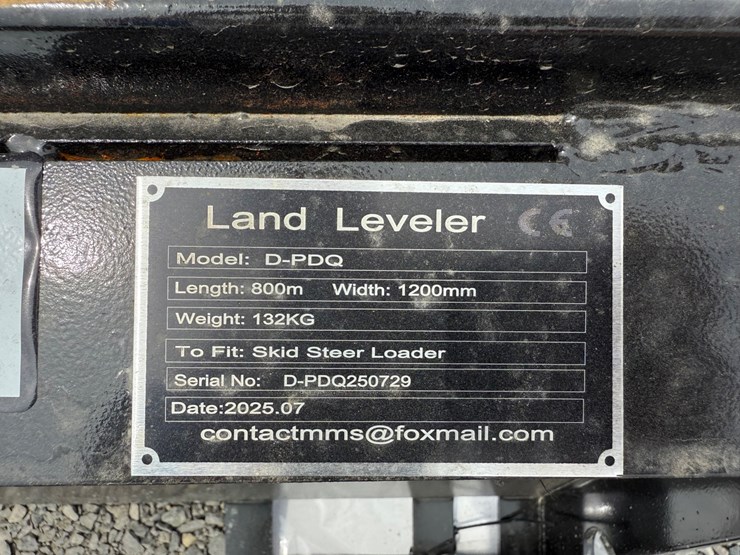 Land Leveler CE
Model: D-PDQ
Length: 800m Width: 1200mm
Weight: 132KG
To Fit: Skid Steer Loader
Serial No: D-PDQ250729
Date:2025.07
contactmms@foxmail.com